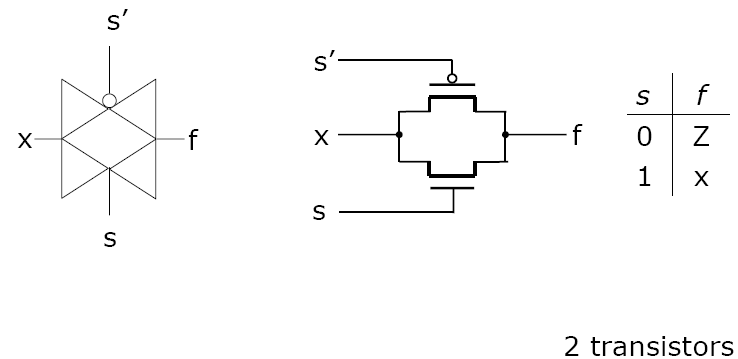 s′
x f
s
s′
x f
s
s f
0 Z
1 x
2 transistors